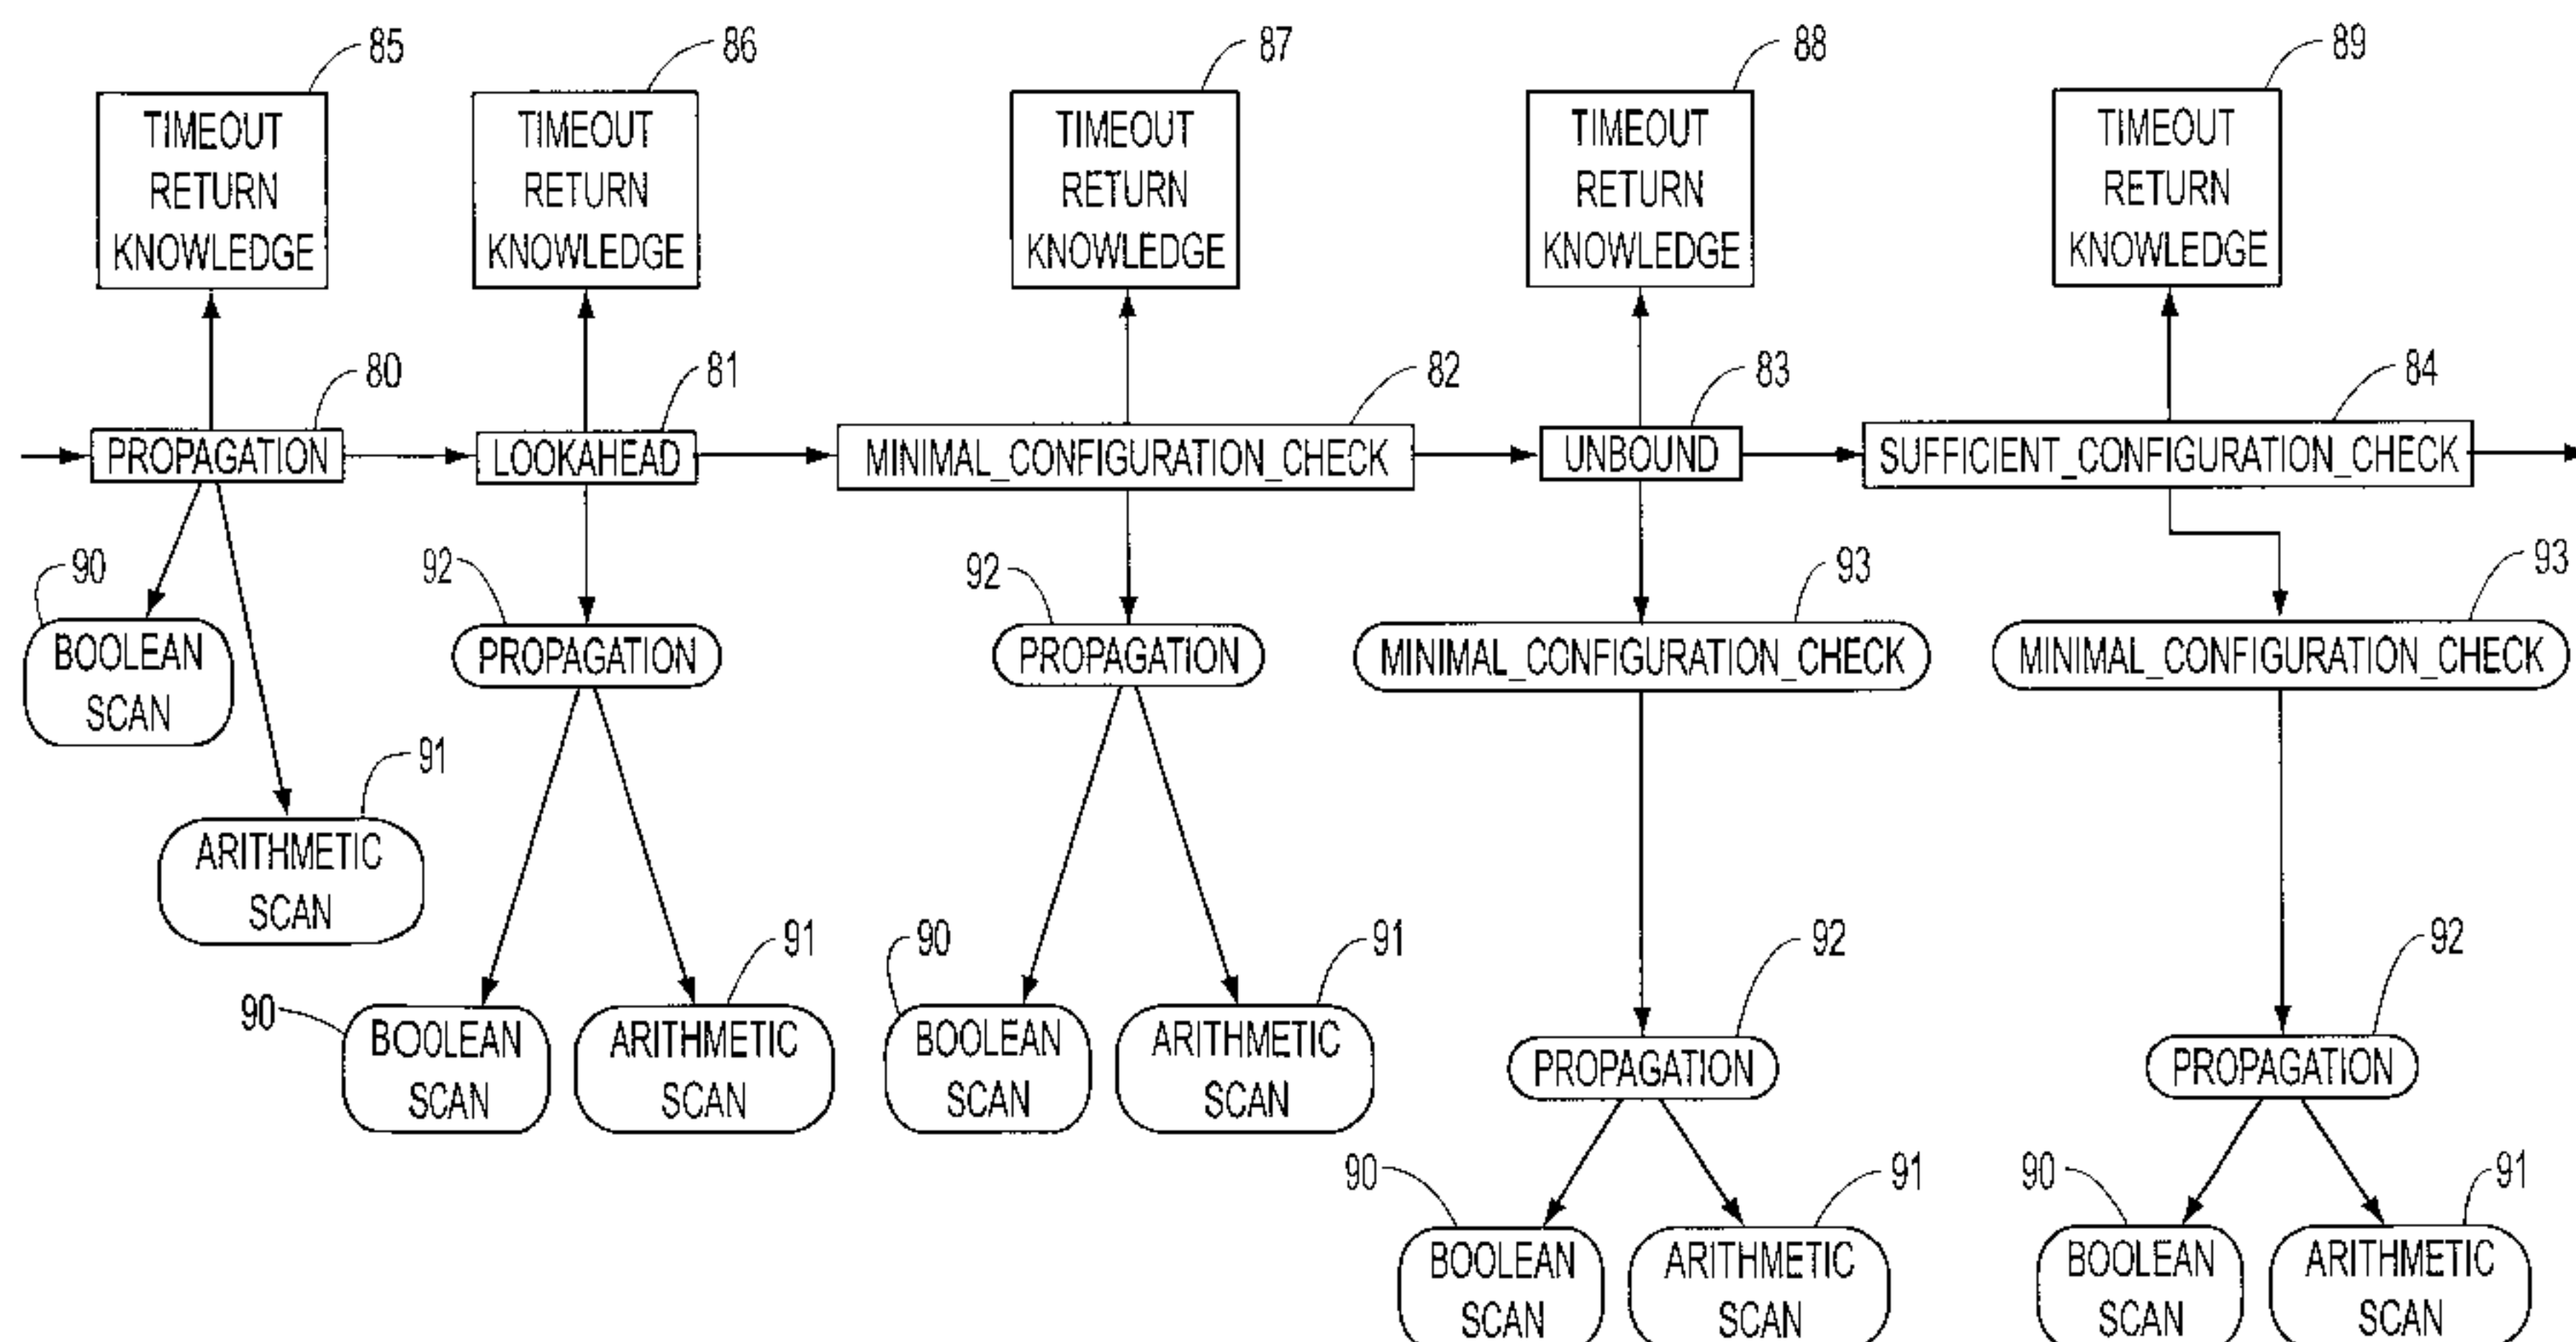 85
86
87
88
89
TIMEOUT
RETURN
KNOWLEDGE
TIMEOUT
RETURN
KNOWLEDGE
TIMEOUT
RETURN
KNOWLEDGE
TIMEOUT
RETURN
KNOWLEDGE
TIMEOUT
RETURN
KNOWLEDGE
80
81
82
83
84
PROPAGATION
LOOKAHEAD
MINIMAL_CONFIGURATION_CHECK
UNBOUND
SUFFICIENT_CONFIGURATION_CHECK
90
92
92
93
93
BOOLEAN
SCAN
PROPAGATION
PROPAGATION
MINIMAL_CONFIGURATION_CHECK
MINIMAL_CONFIGURATION_CHECK
91
ARITHMETIC
SCAN
90
91
90
91
92
92
BOOLEAN
SCAN
ARITHMETIC
SCAN
BOOLEAN
SCAN
ARITHMETIC
SCAN
PROPAGATION
PROPAGATION
90
91
90
91
BOOLEAN
SCAN
ARITHMETIC
SCAN
BOOLEAN
SCAN
ARITHMETIC
SCAN